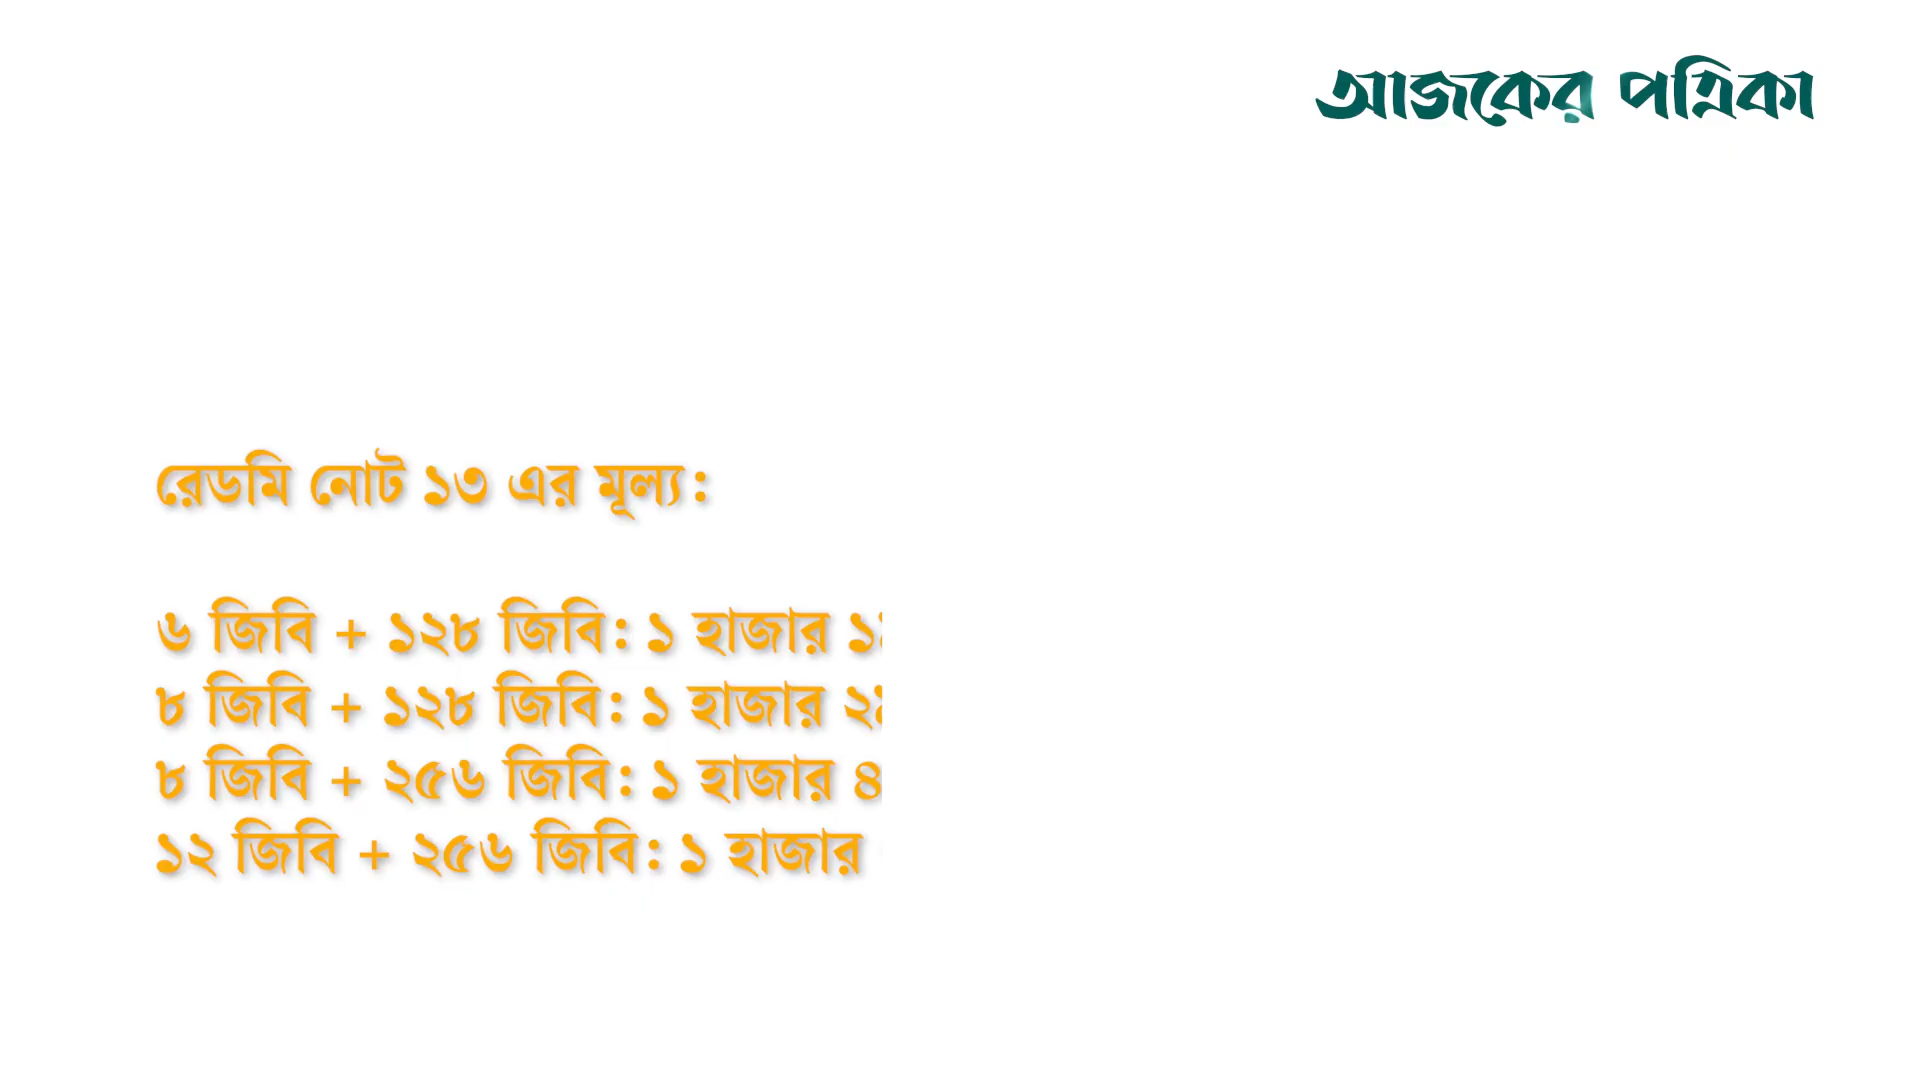 আজকের পত্রিকা
রেডমি নোট ১৩ এর মূল্য:
৬ জিবি + ১২৮ জিবি: ১ হাজার
৮ জিবি + ১২৮ জিবি: ১ হাজার
৮ জিবি + ২৫৬ জিবি: ১ হাজার
১২ জিবি + ২৫৬ জিবি: ১ হাজার